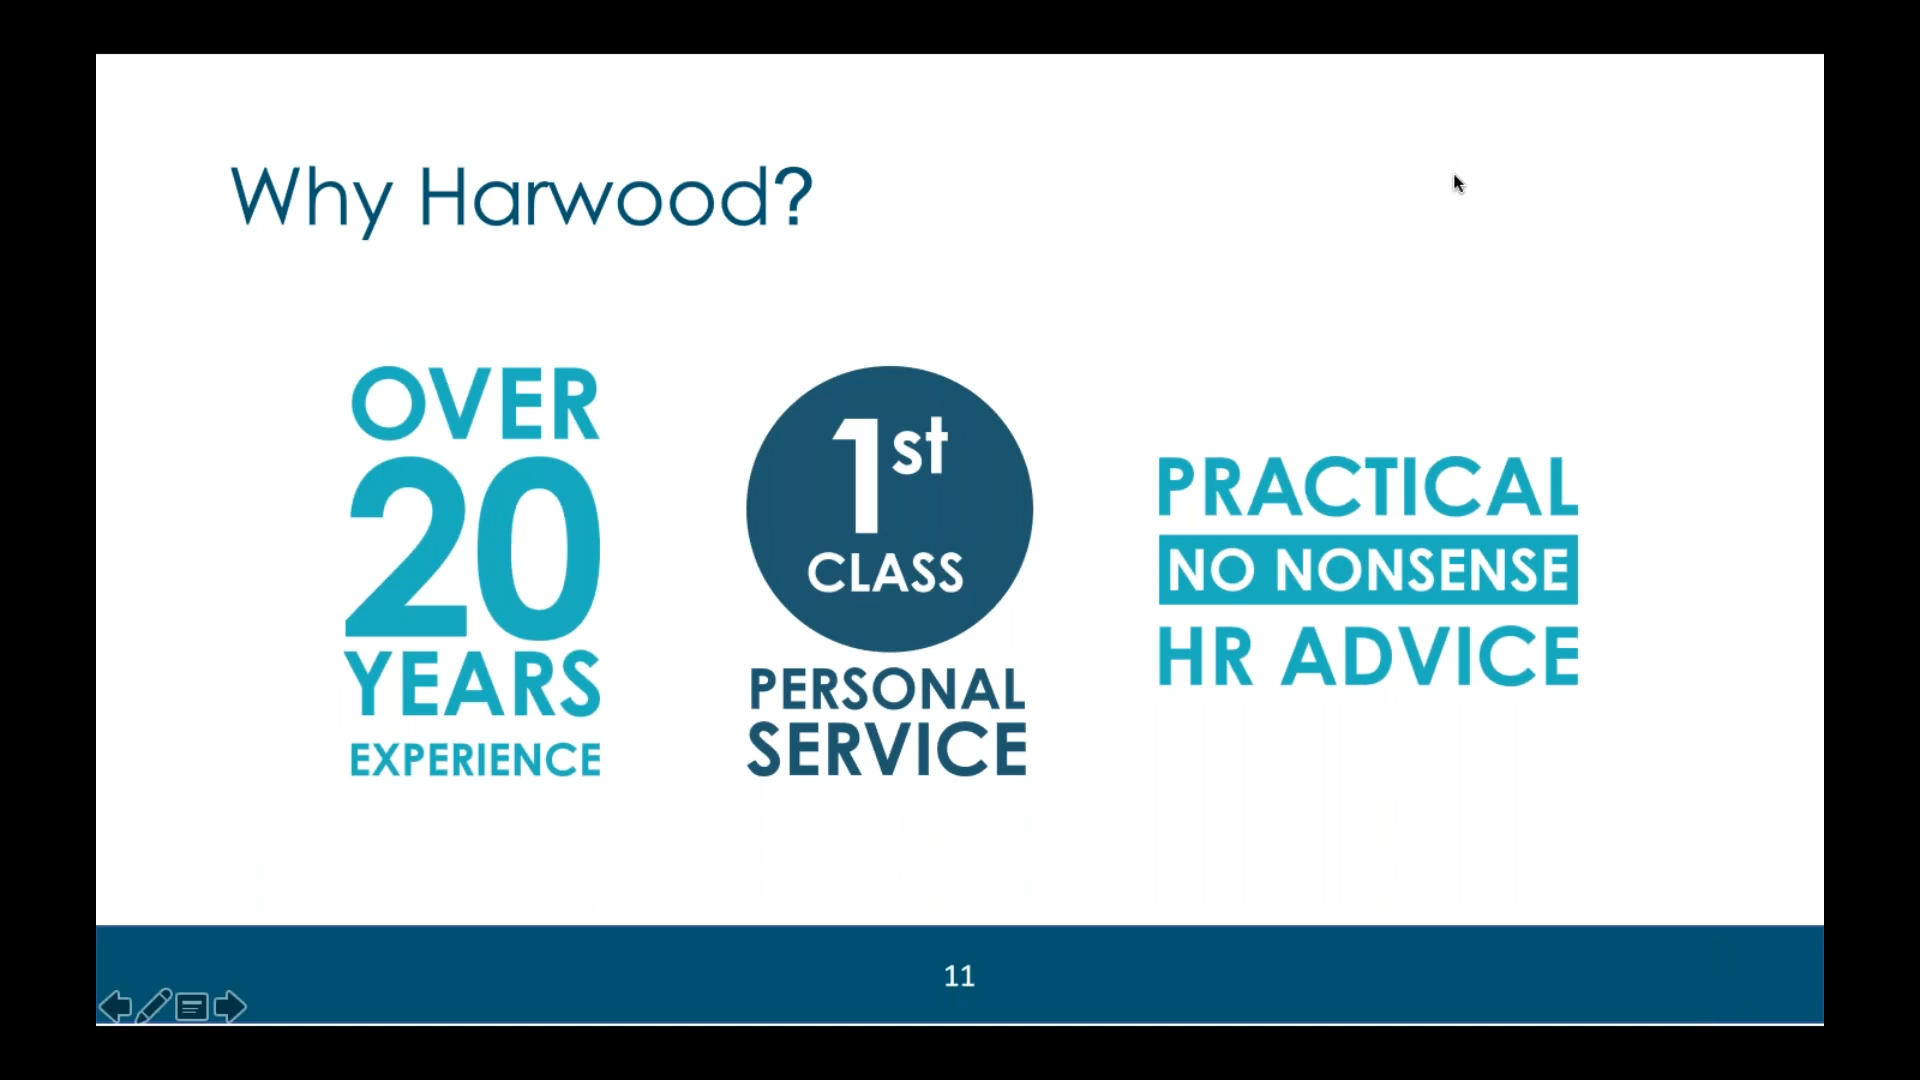 Why Harwood?
OVER
20
YEARS
EXPERIENCE
1st
CLASS
PERSONAL
SERVICE
PRACTICAL
NO NONSENSE
HR ADVICE
11